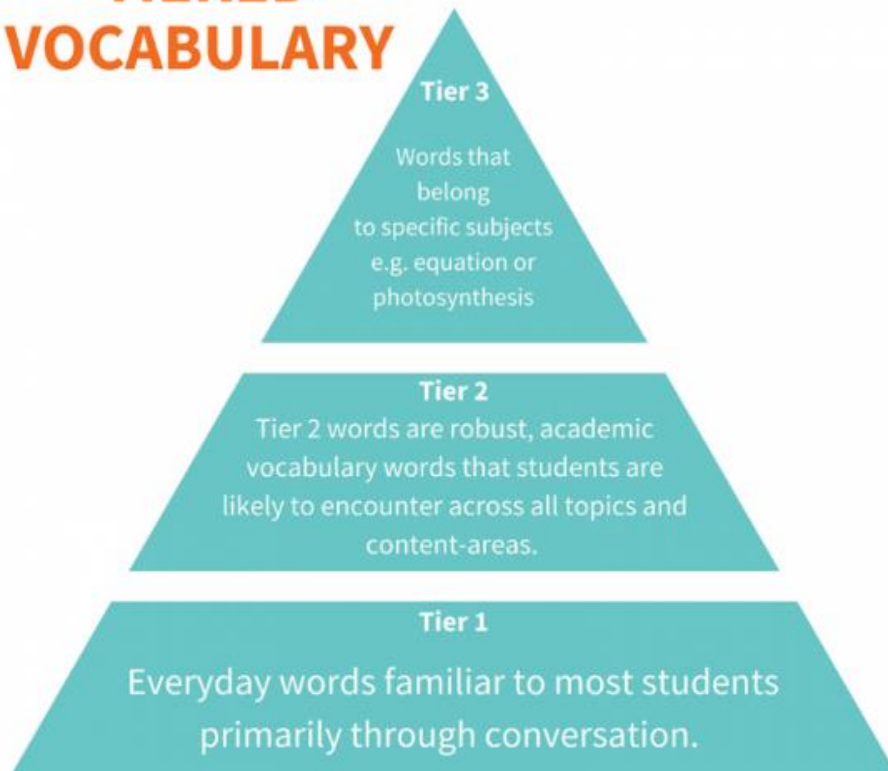 VOCABULARY
Tier 3
Words that
belong
to specific subjects
e.g. equation or
photosynthesis
Tier 2
Tier 2 words are robust, academic
vocabulary words that students are
likely to encounter across all topics and
content-areas.
Tier 1
Everyday words familiar to most students
primarily through conversation.